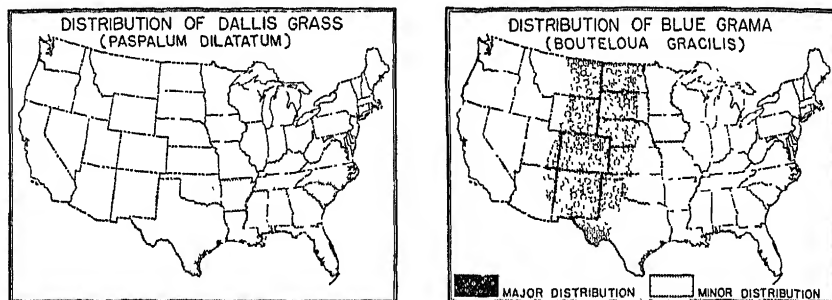 DISTRIBUTION OF DALLIS GRASS
(PASPALUM DILATATUM)
DISTRIBUTION OF BLUE GRAMA
(BOUTELOUA GRACILIS)
MAJOR DISTRIBUTION
MINOR DISTRIBUTION